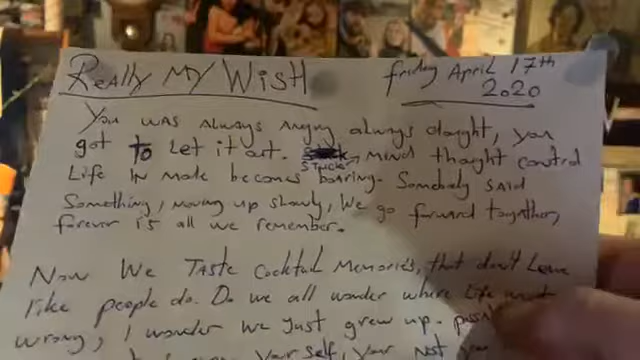 Really My Wish
Friday April 17th
2020
You was always angry always
got to Let it out. Stuck mind thought control
Life in mode becomes boaring. Somebody said
Something, moving up slowly, We go forward toogather,
forever is all we remember.
Now We Taste Cocktail Memories, that don't Leave
like people do. Do we all wonder where Life went
wrong, I wonder we just grew up.
your self, your Not you